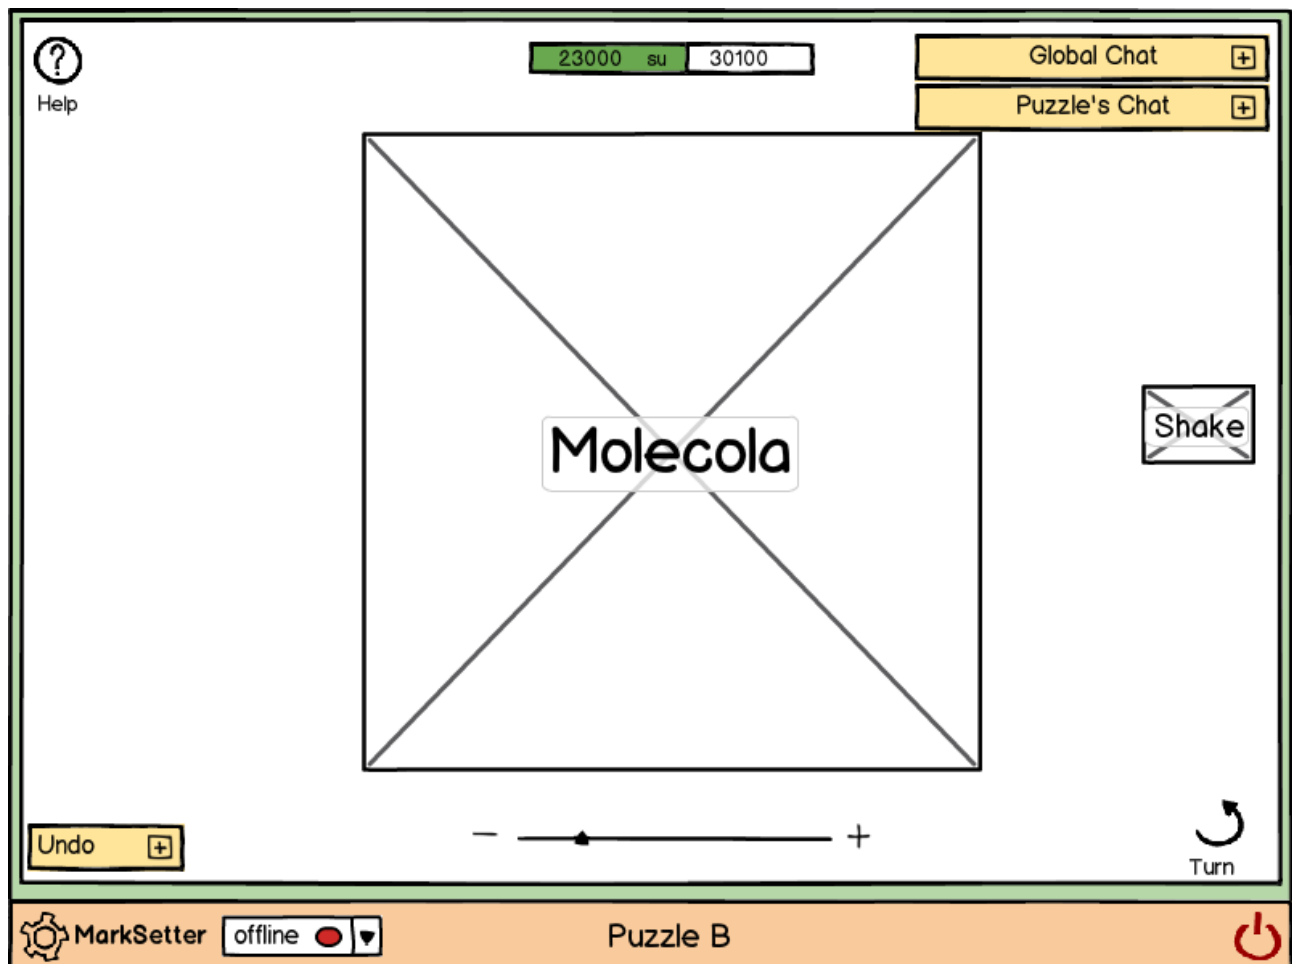 Help
23000 su 30100
Global Chat
Puzzle's Chat
Molecola
Shake
Undo
Turn
MarkSetter
offline
Puzzle B